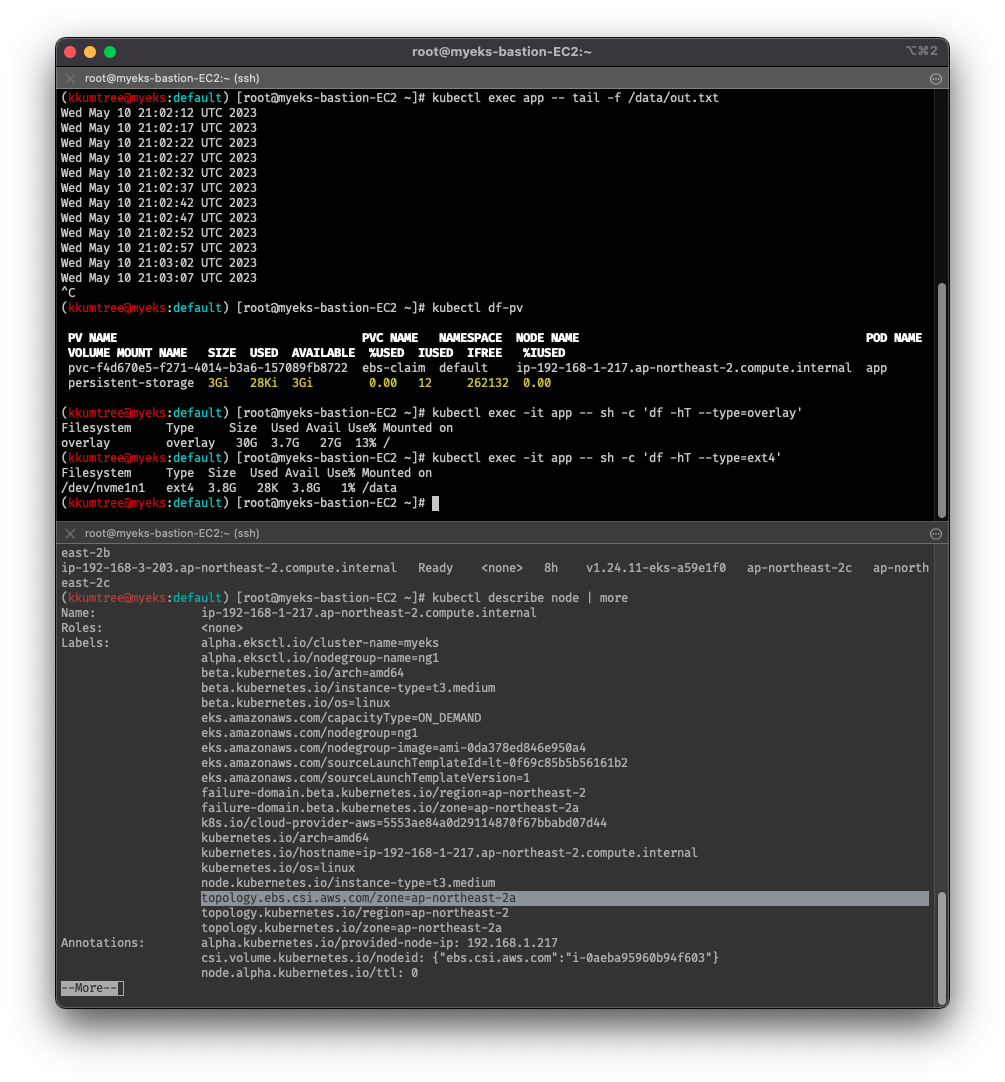 root@myeks-bastion-EC2:~
⌥⌘2
root@myeks-bastion-EC2:~ (ssh)
(kkumtree@myeks:default) [root@myeks-bastion-EC2 ~]# kubectl exec app -- tail -f /data/out.txt
Wed May 10 21:02:12 UTC 2023
Wed May 10 21:02:17 UTC 2023
Wed May 10 21:02:22 UTC 2023
Wed May 10 21:02:27 UTC 2023
Wed May 10 21:02:32 UTC 2023
Wed May 10 21:02:37 UTC 2023
Wed May 10 21:02:42 UTC 2023
Wed May 10 21:02:47 UTC 2023
Wed May 10 21:02:52 UTC 2023
Wed May 10 21:02:57 UTC 2023
Wed May 10 21:03:02 UTC 2023
Wed May 10 21:03:07 UTC 2023
^C
(kkumtree@myeks:default) [root@myeks-bastion-EC2 ~]# kubectl df-pv
PV NAME PVC NAME NAMESPACE NODE NAME POD NAME
VOLUME MOUNT NAME SIZE USED AVAILABLE %USED IUSED IFREE %IUSED
pvc-f4d670e5-f271-4014-b3a6-157089fb8722 ebs-claim default ip-192-168-1-217.ap-northeast-2.compute.internal app
persistent-storage 3Gi 28Ki 3Gi 0.00 12 262132 0.00
(kkumtree@myeks:default) [root@myeks-bastion-EC2 ~]# kubectl exec -it app -- sh -c 'df -hT --type=overlay'
Filesystem Type Size Used Avail Use% Mounted on
overlay overlay 30G 3.7G 27G 13% /
(kkumtree@myeks:default) [root@myeks-bastion-EC2 ~]# kubectl exec -it app -- sh -c 'df -hT --type=ext4'
Filesystem Type Size Used Avail Use% Mounted on
/dev/nvme1n1 ext4 3.8G 28K 3.8G 1% /data
(kkumtree@myeks:default) [root@myeks-bastion-EC2 ~]#
root@myeks-bastion-EC2:~ (ssh)
east-2b
ip-192-168-3-203.ap-northeast-2.compute.internal Ready <none> 8h v1.24.11-eks-a59e1f0 ap-northeast-2c ap-north
east-2c
(kkumtree@myeks:default) [root@myeks-bastion-EC2 ~]# kubectl describe node | more
Name: ip-192-168-1-217.ap-northeast-2.compute.internal
Roles: <none>
Labels: alpha.eksctl.io/cluster-name=myeks
alpha.eksctl.io/nodegroup-name=ng1
beta.kubernetes.io/arch=amd64
beta.kubernetes.io/instance-type=t3.medium
beta.kubernetes.io/os=linux
eks.amazonaws.com/capacityType=ON_DEMAND
eks.amazonaws.com/nodegroup=ng1
eks.amazonaws.com/nodegroup-image=ami-0da378ed846e950a4
eks.amazonaws.com/sourceLaunchTemplateId=lt-0f69c85b5b56161b2
eks.amazonaws.com/sourceLaunchTemplateVersion=1
failure-domain.beta.kubernetes.io/region=ap-northeast-2
failure-domain.beta.kubernetes.io/zone=ap-northeast-2a
k8s.io/cloud-provider-aws=5553ae84a0d29114870f67bbabd07d44
kubernetes.io/arch=amd64
kubernetes.io/hostname=ip-192-168-1-217.ap-northeast-2.compute.internal
kubernetes.io/os=linux
node.kubernetes.io/instance-type=t3.medium
topology.ebs.csi.aws.com/zone=ap-northeast-2a
topology.kubernetes.io/region=ap-northeast-2
topology.kubernetes.io/zone=ap-northeast-2a
Annotations: alpha.kubernetes.io/provided-node-ip: 192.168.1.217
csi.volume.kubernetes.io/nodeid: {"ebs.csi.aws.com":"i-0aeba95960b94f603"}
node.alpha.kubernetes.io/ttl: 0
--More--